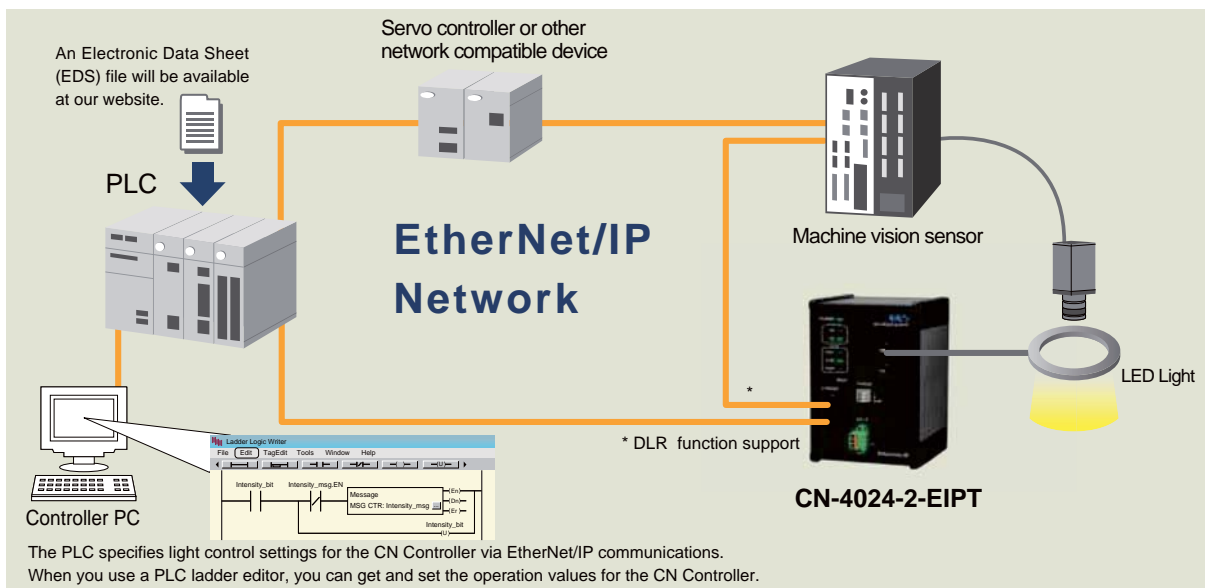 An Electronic Data Sheet
(EDS) file will be available
at our website.
Servo controller or other
network compatible device
PLC
EtherNet/IP
Network
Machine vision sensor
LED Light
*
* DLR function support
CN-4024-2-EIPT
Controller PC
Ladder Logic Writer
File Edit TagEdit Tools Window Help
(U)
Intensity_bit Intensity_msg.EN
Message
MSG CTR: Intensity_msg
(En)
(Dn)
(Er)
Intensity_bit
(U)
The PLC specifies light control settings for the CN Controller via EtherNet/IP communications.
When you use a PLC ladder editor, you can get and set the operation values for the CN Controller.